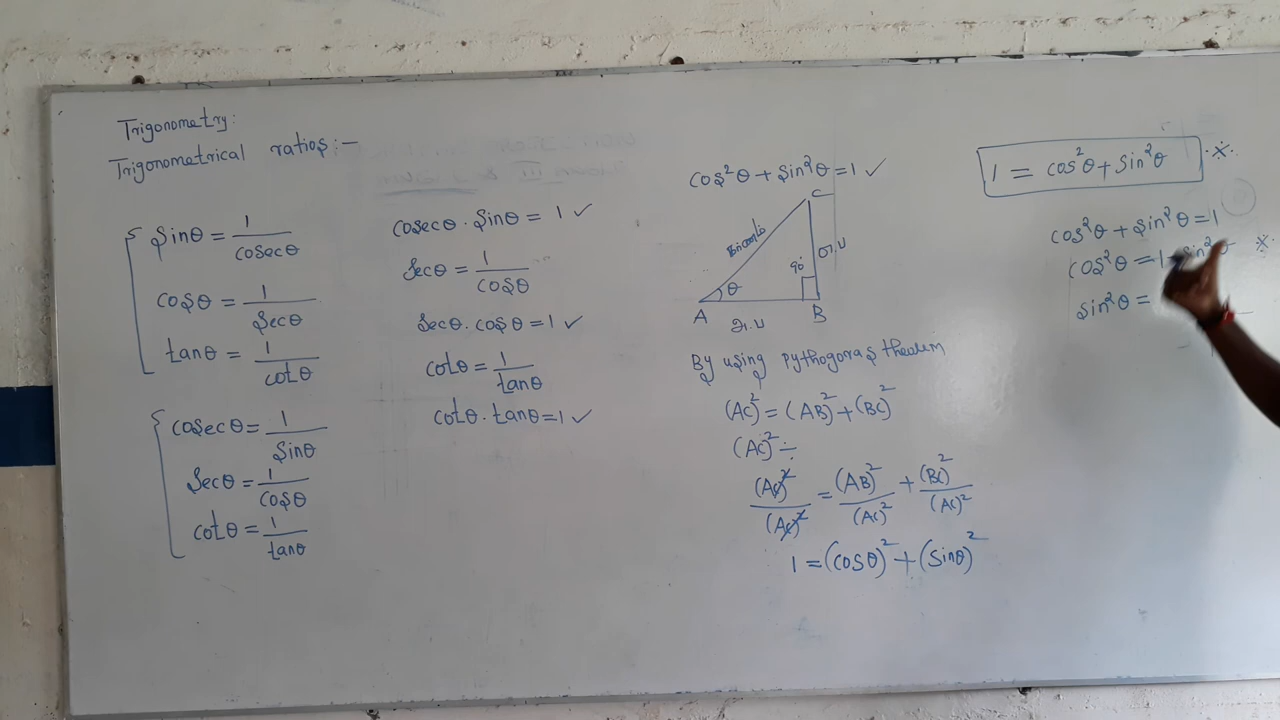 Trigonometry:
Trigonometrical ratios:-
sinθ = 1/cosecθ
cosθ = 1/secθ
tanθ = 1/cotθ
cosecθ = 1/sinθ
secθ = 1/cosθ
cotθ = 1/tanθ
cosecθ . sinθ = 1 ✓
secθ = 1/cosθ
secθ . cosθ = 1 ✓
cotθ = 1/tanθ
cotθ . tanθ = 1 ✓
cos²θ + sin²θ = 1 ✓
C
90°
θ
A
B
By using pythogoras thealem
(AC)² = (AB)² + (BC)²
(AC)² ÷
(AC)²/(AC)² = (AB)²/(AC)² + (BC)²/(AC)²
1 = (cosθ)² + (sinθ)²
1 = cos²θ + sin²θ ※
cos²θ + sin²θ = 1
cos²θ = 1 - sin²θ ※
sin²θ =